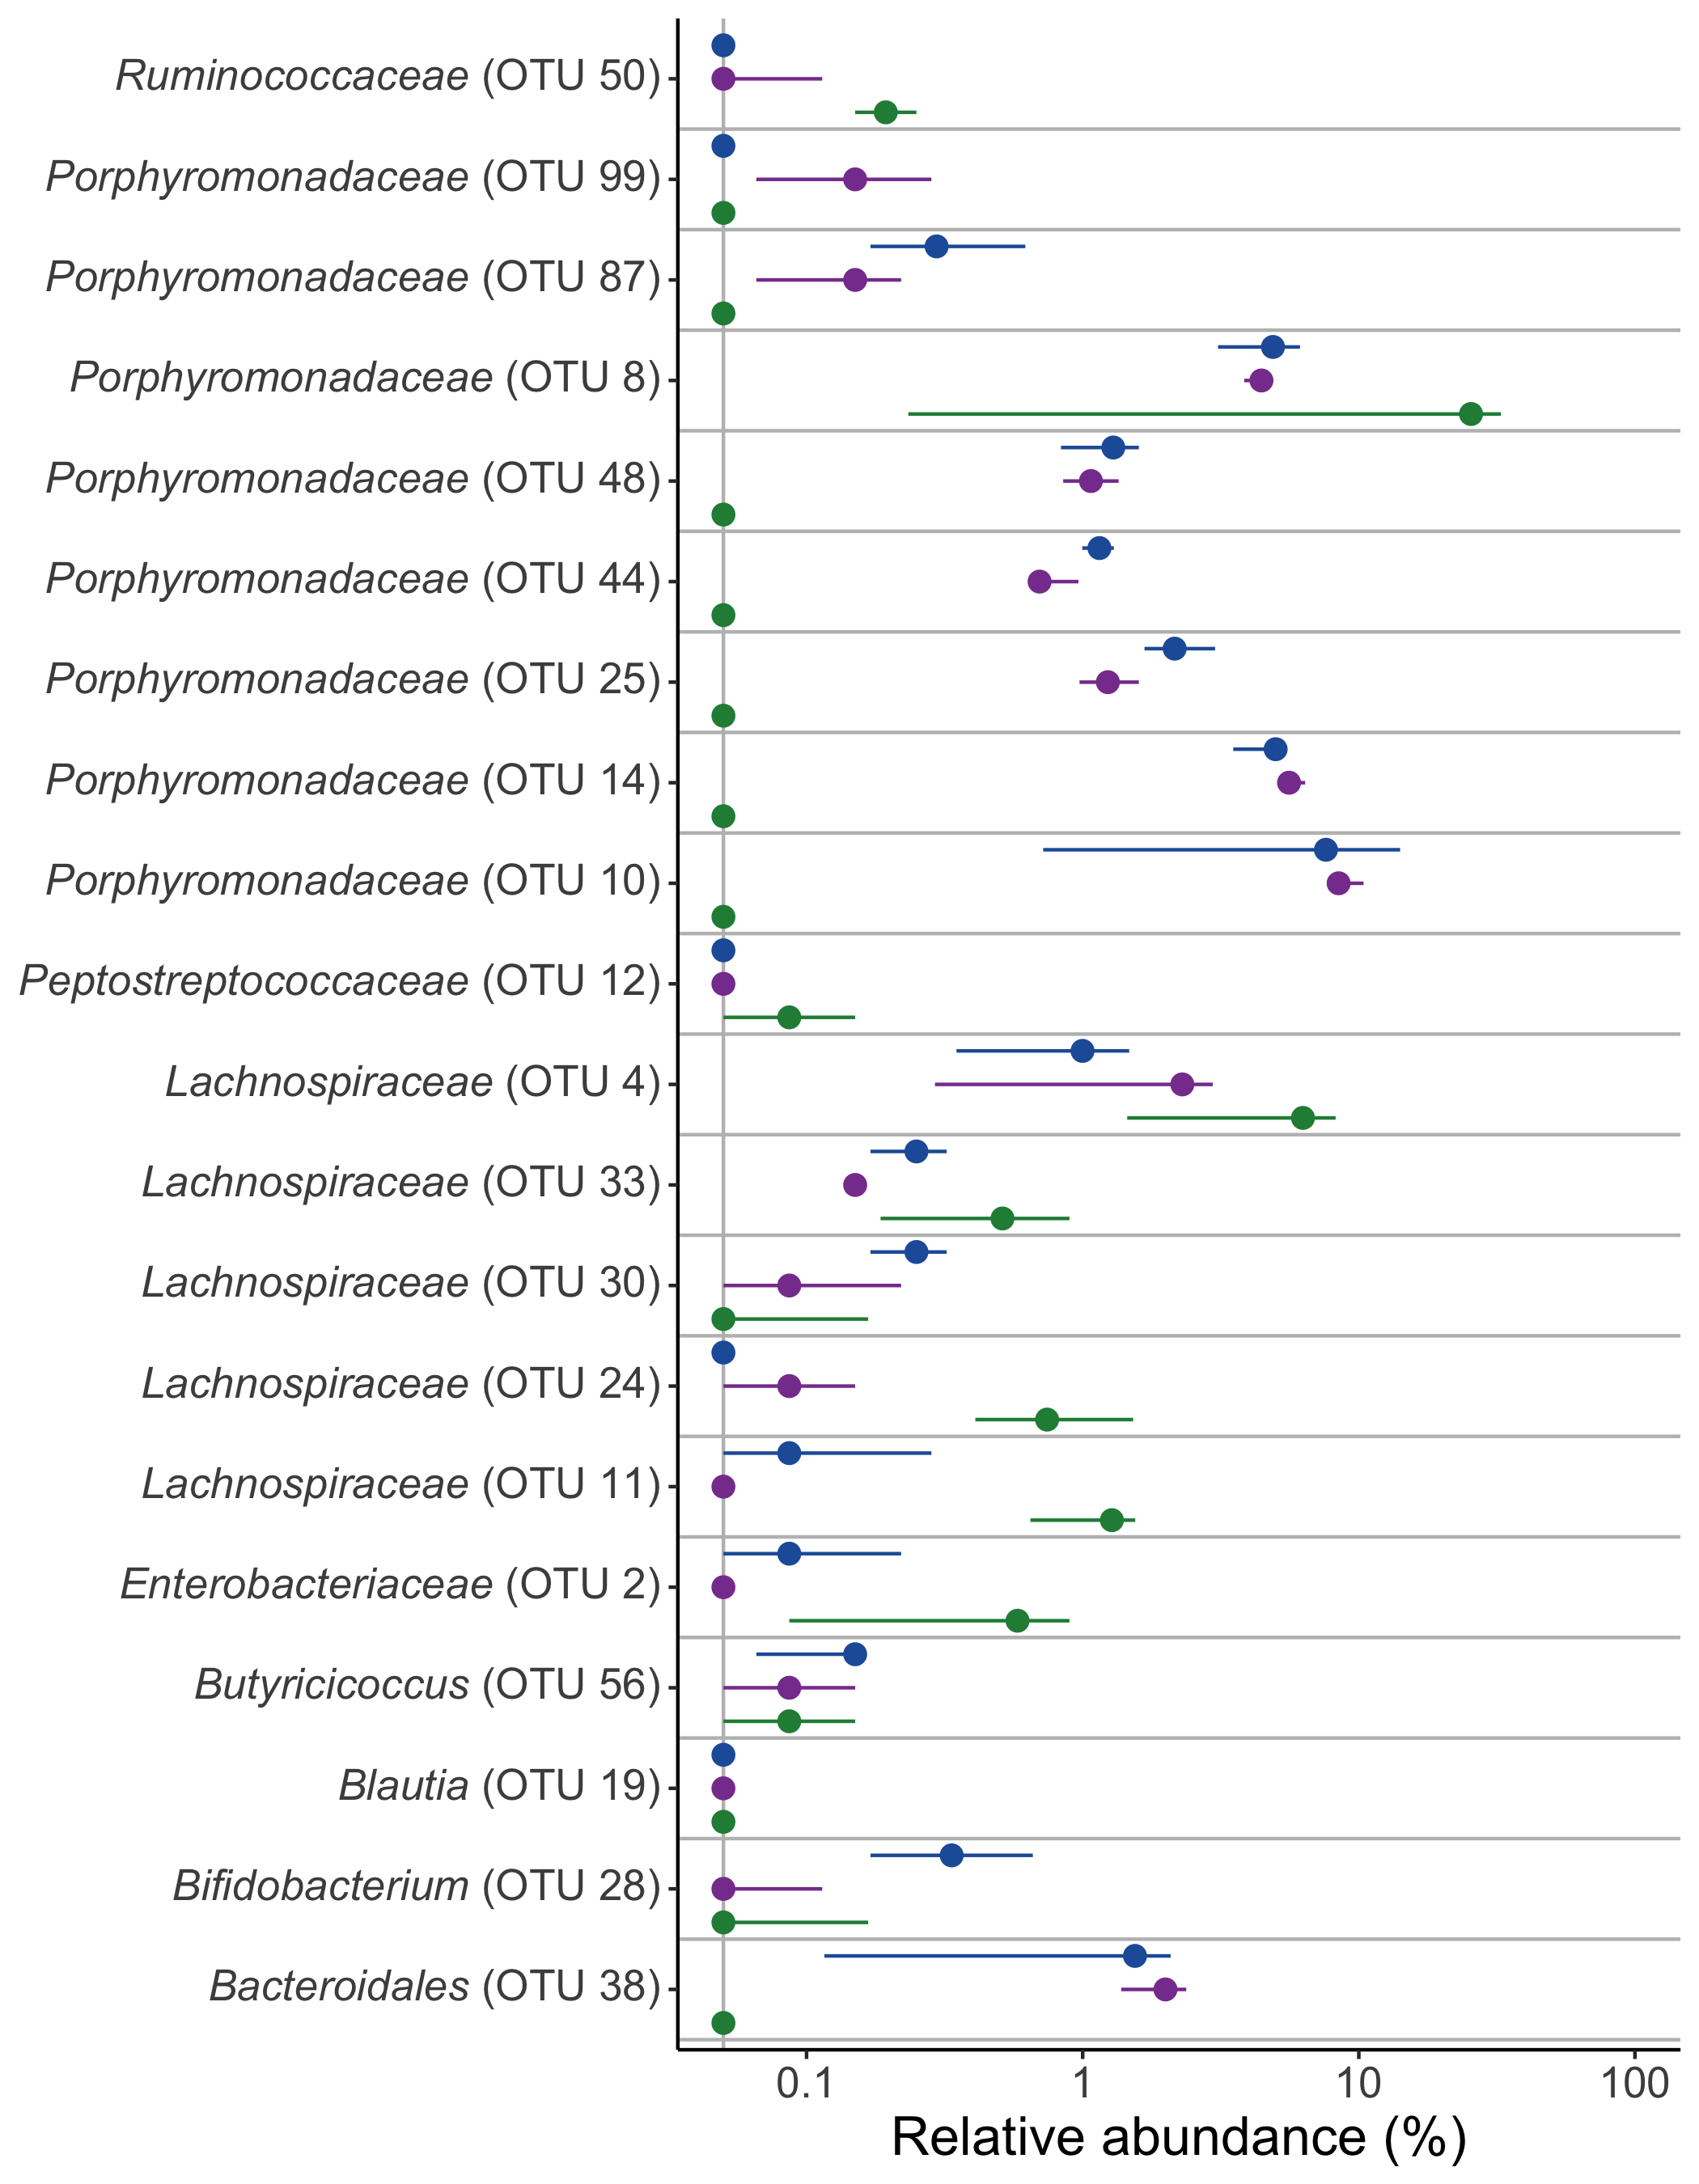 Ruminococcaceae (OTU 50)
Porphyromonadaceae (OTU 99)
Porphyromonadaceae (OTU 87)
Porphyromonadaceae (OTU 8)
Porphyromonadaceae (OTU 48)
Porphyromonadaceae (OTU 44)
Porphyromonadaceae (OTU 25)
Porphyromonadaceae (OTU 14)
Porphyromonadaceae (OTU 10)
Peptostreptococcaceae (OTU 12)
Lachnospiraceae (OTU 4)
Lachnospiraceae (OTU 33)
Lachnospiraceae (OTU 30)
Lachnospiraceae (OTU 24)
Lachnospiraceae (OTU 11)
Enterobacteriaceae (OTU 2)
Butyricicoccus (OTU 56)
Blautia (OTU 19)
Bifidobacterium (OTU 28)
Bacteroidales (OTU 38)
0.1 1 10 100
Relative abundance (%)